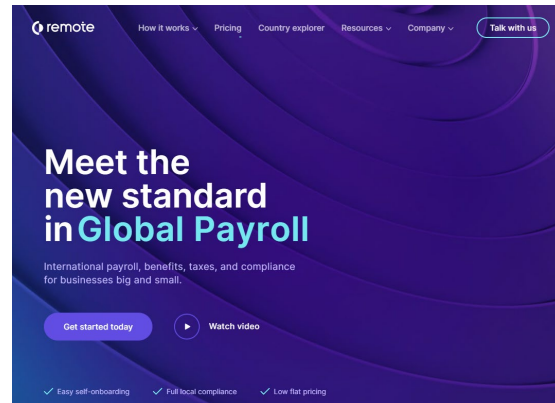 remote
How it works
Pricing
Country explorer
Resources
Company
Talk with us
Meet the
new standard
in Global Payroll
International payroll, benefits, taxes, and compliance
for businesses big and small.
Get started today
Watch video
Easy self-onboarding
Full local compliance
Low flat pricing